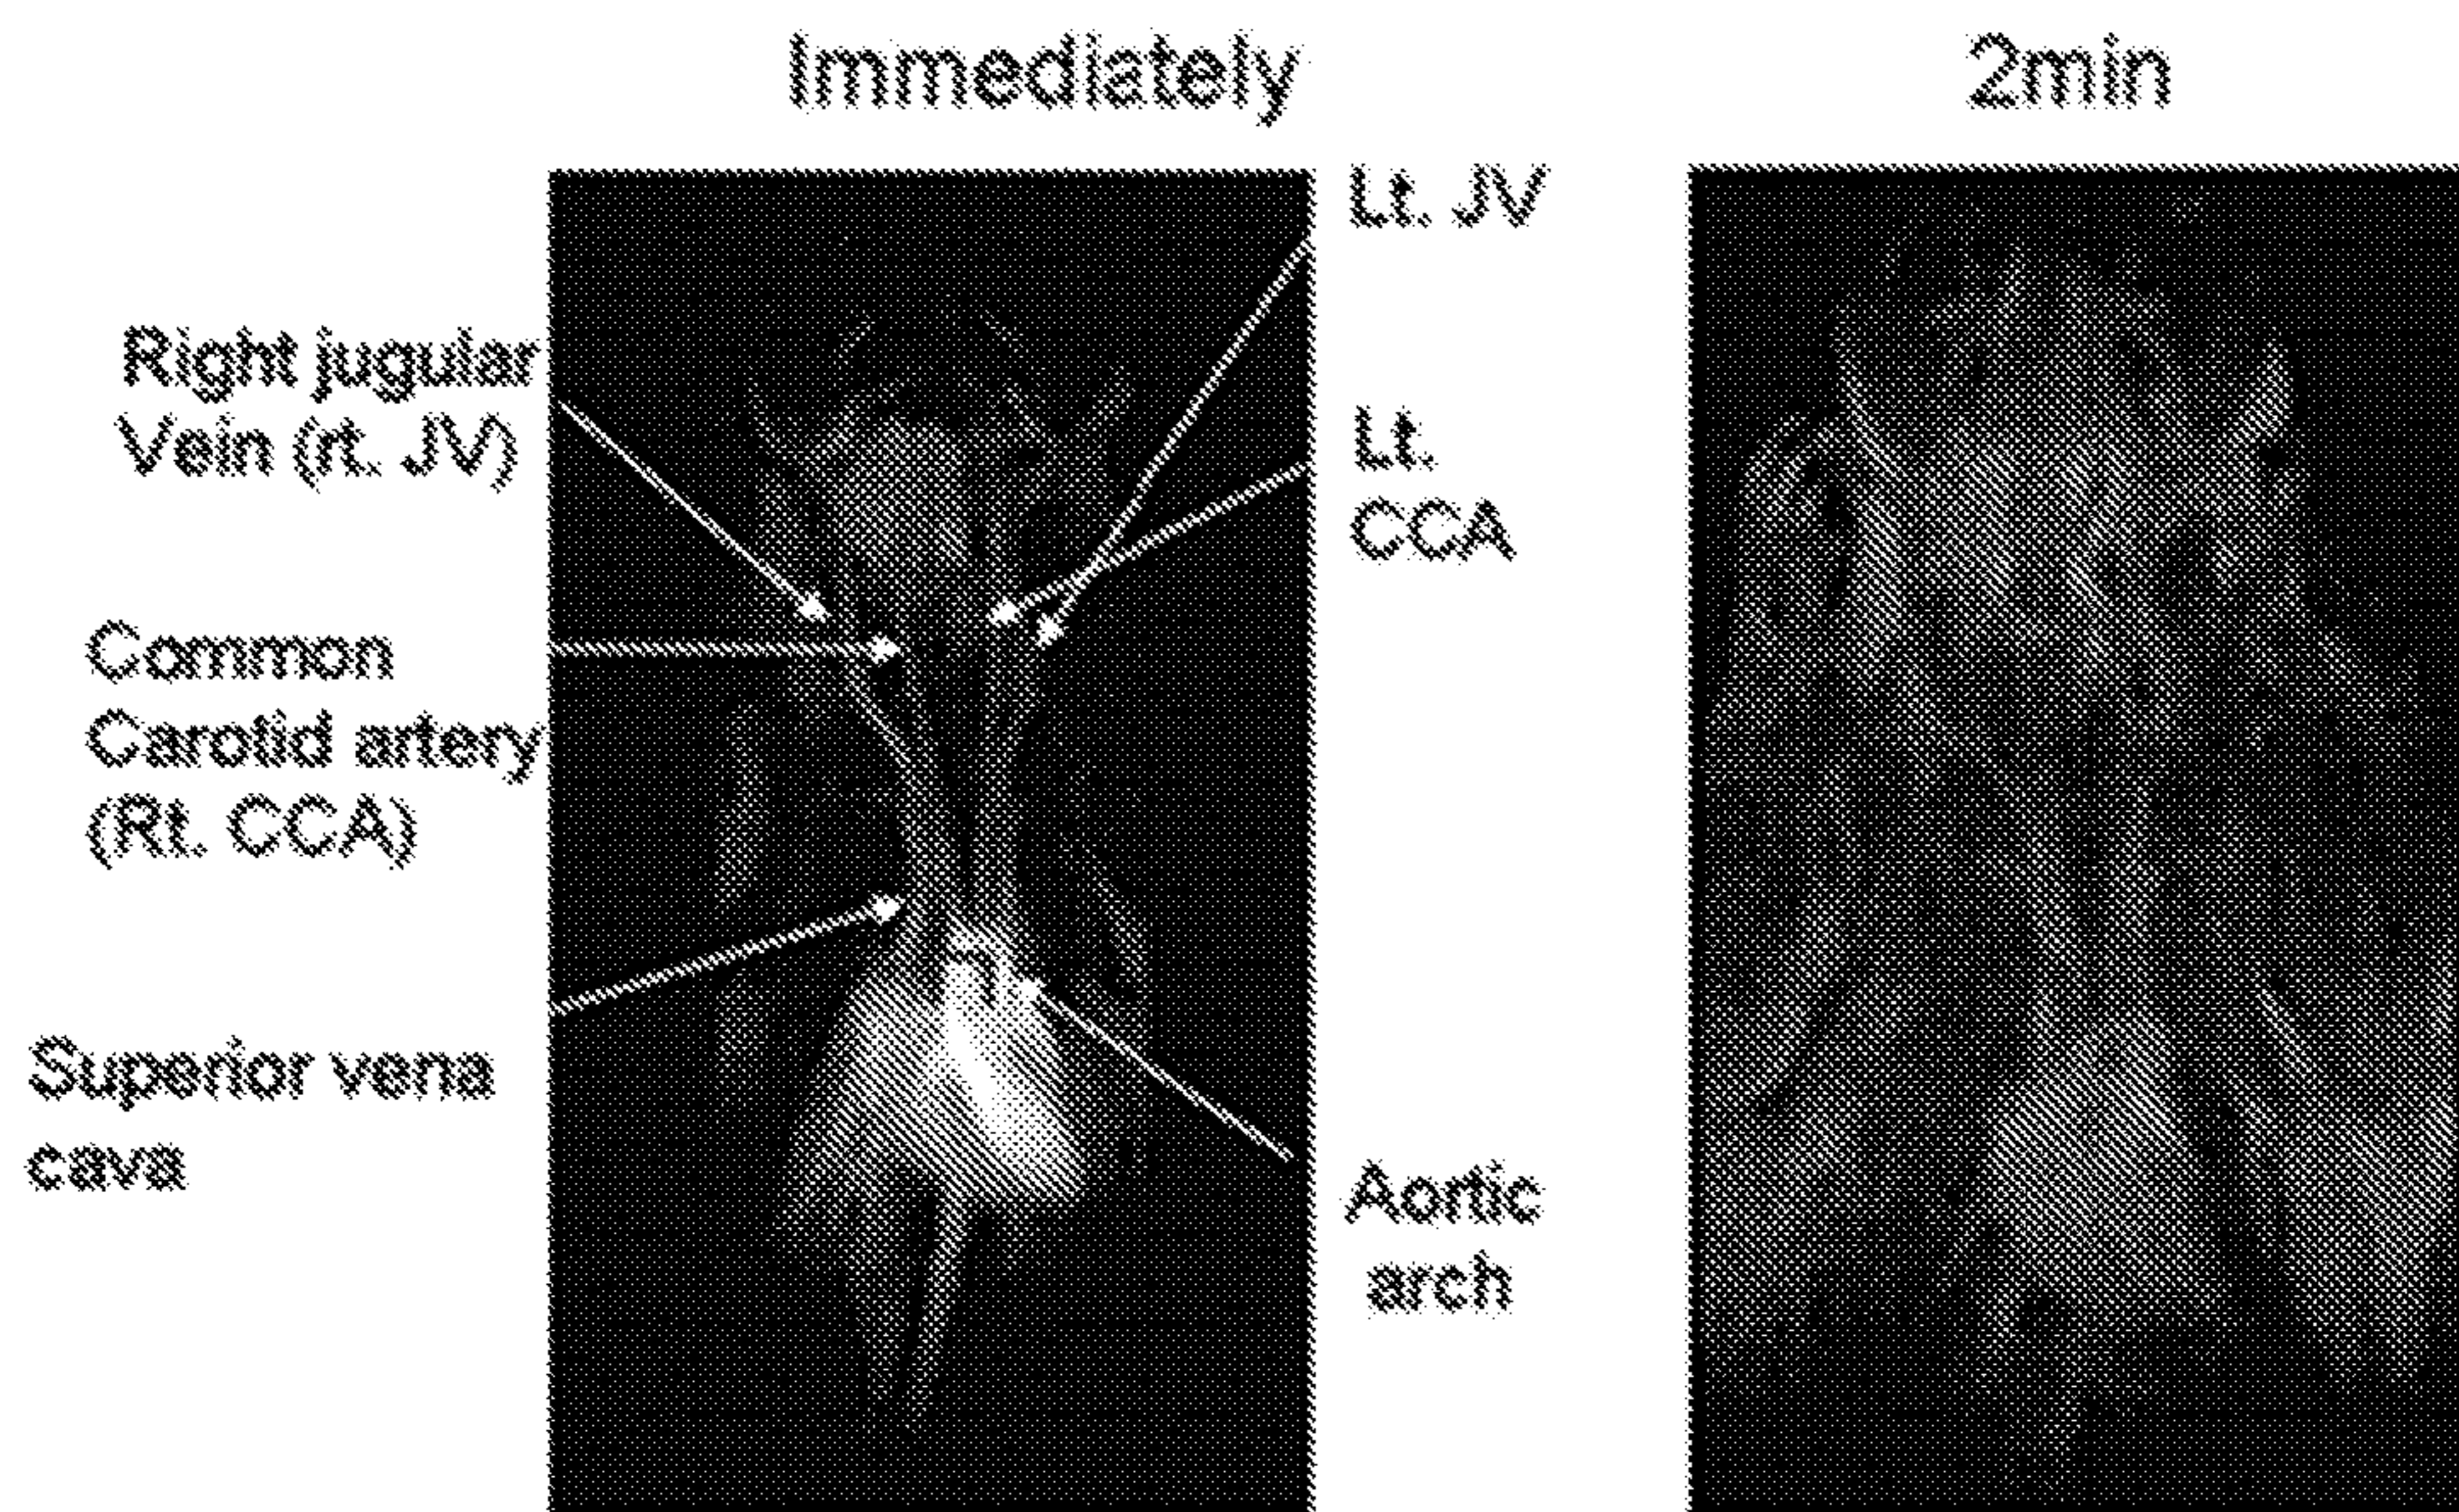 Immediately
2min
Right jugular
Vein (rt. JV)
Common
Carotid artery
(Rt. CCA)
Superior vena
cava
Lt. JV
Lt.
CCA
Aortic
arch